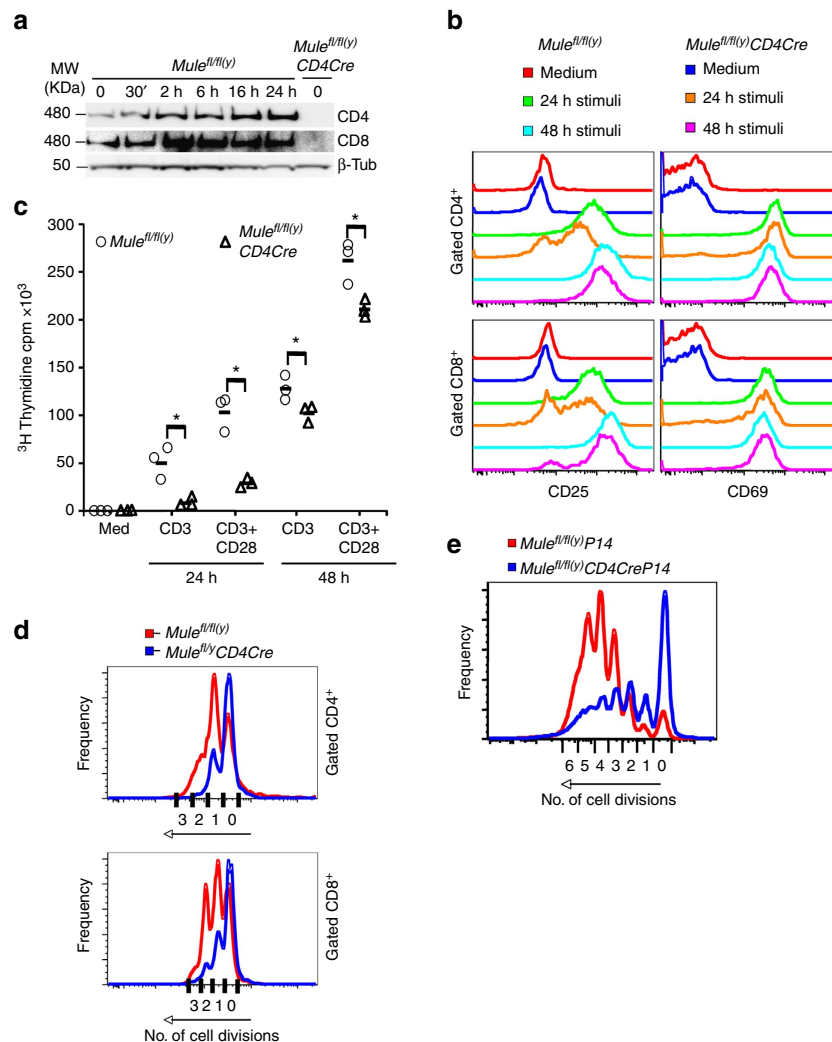 a
MW
(KDa)
Mule^fl/fl(y)
Mule^fl/fl(y)
CD4Cre
0 30′ 2 h 6 h 16 h 24 h 0
480 CD4
480 CD8
50 β-Tub
b
Mule^fl/fl(y) Mule^fl/fl(y)CD4Cre
Medium Medium
24 h stimuli 24 h stimuli
48 h stimuli 48 h stimuli
Gated CD4+
Gated CD8+
CD25 CD69
c
³H Thymidine cpm ×10³
300
250
200
150
100
50
0
Mule^fl/fl(y)
Mule^fl/fl(y)
CD4Cre
*
*
*
*
Med CD3 CD3+
CD28 CD3 CD3+
CD28
24 h 48 h
d
Mule^fl/fl(y)
Mule^fl/yCD4Cre
Frequency
Gated CD4+
3 2 1 0
Frequency
Gated CD8+
3 2 1 0
No. of cell divisions
e
Mule^fl/fl(y)P14
Mule^fl/fl(y)CD4CreP14
Frequency
6 5 4 3 2 1 0
No. of cell divisions